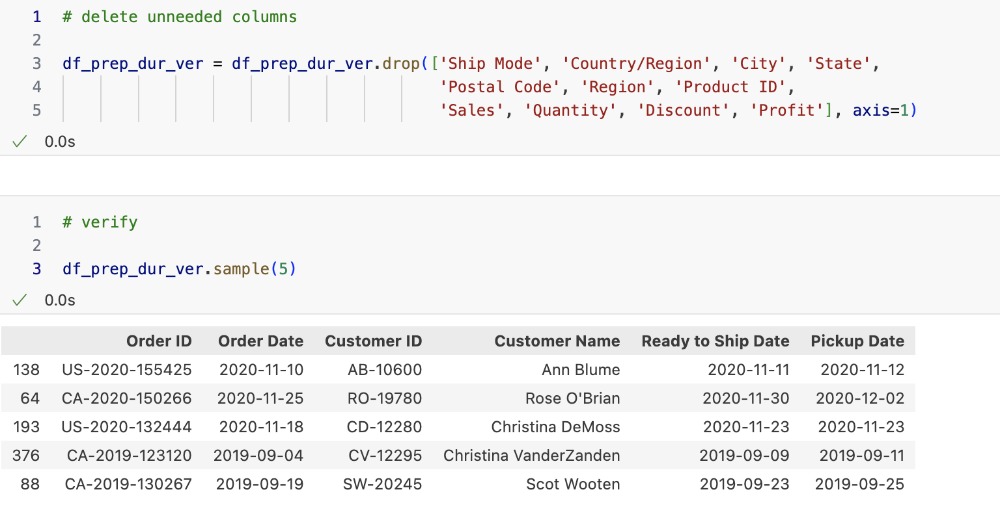 1 # delete unneeded columns
2
3 df_prep_dur_ver = df_prep_dur_ver.drop(['Ship Mode', 'Country/Region', 'City', 'State',
4 'Postal Code', 'Region', 'Product ID',
5 'Sales', 'Quantity', 'Discount', 'Profit'], axis=1)
✓ 0.0s
1 # verify
2
3 df_prep_dur_ver.sample(5)
✓ 0.0s
Order ID Order Date Customer ID Customer Name Ready to Ship Date Pickup Date
138 US-2020-155425 2020-11-10 AB-10600 Ann Blume 2020-11-11 2020-11-12
64 CA-2020-150266 2020-11-25 RO-19780 Rose O'Brian 2020-11-30 2020-12-02
193 US-2020-132444 2020-11-18 CD-12280 Christina DeMoss 2020-11-23 2020-11-23
376 CA-2019-123120 2019-09-04 CV-12295 Christina VanderZanden 2019-09-09 2019-09-11
88 CA-2019-130267 2019-09-19 SW-20245 Scot Wooten 2019-09-23 2019-09-25